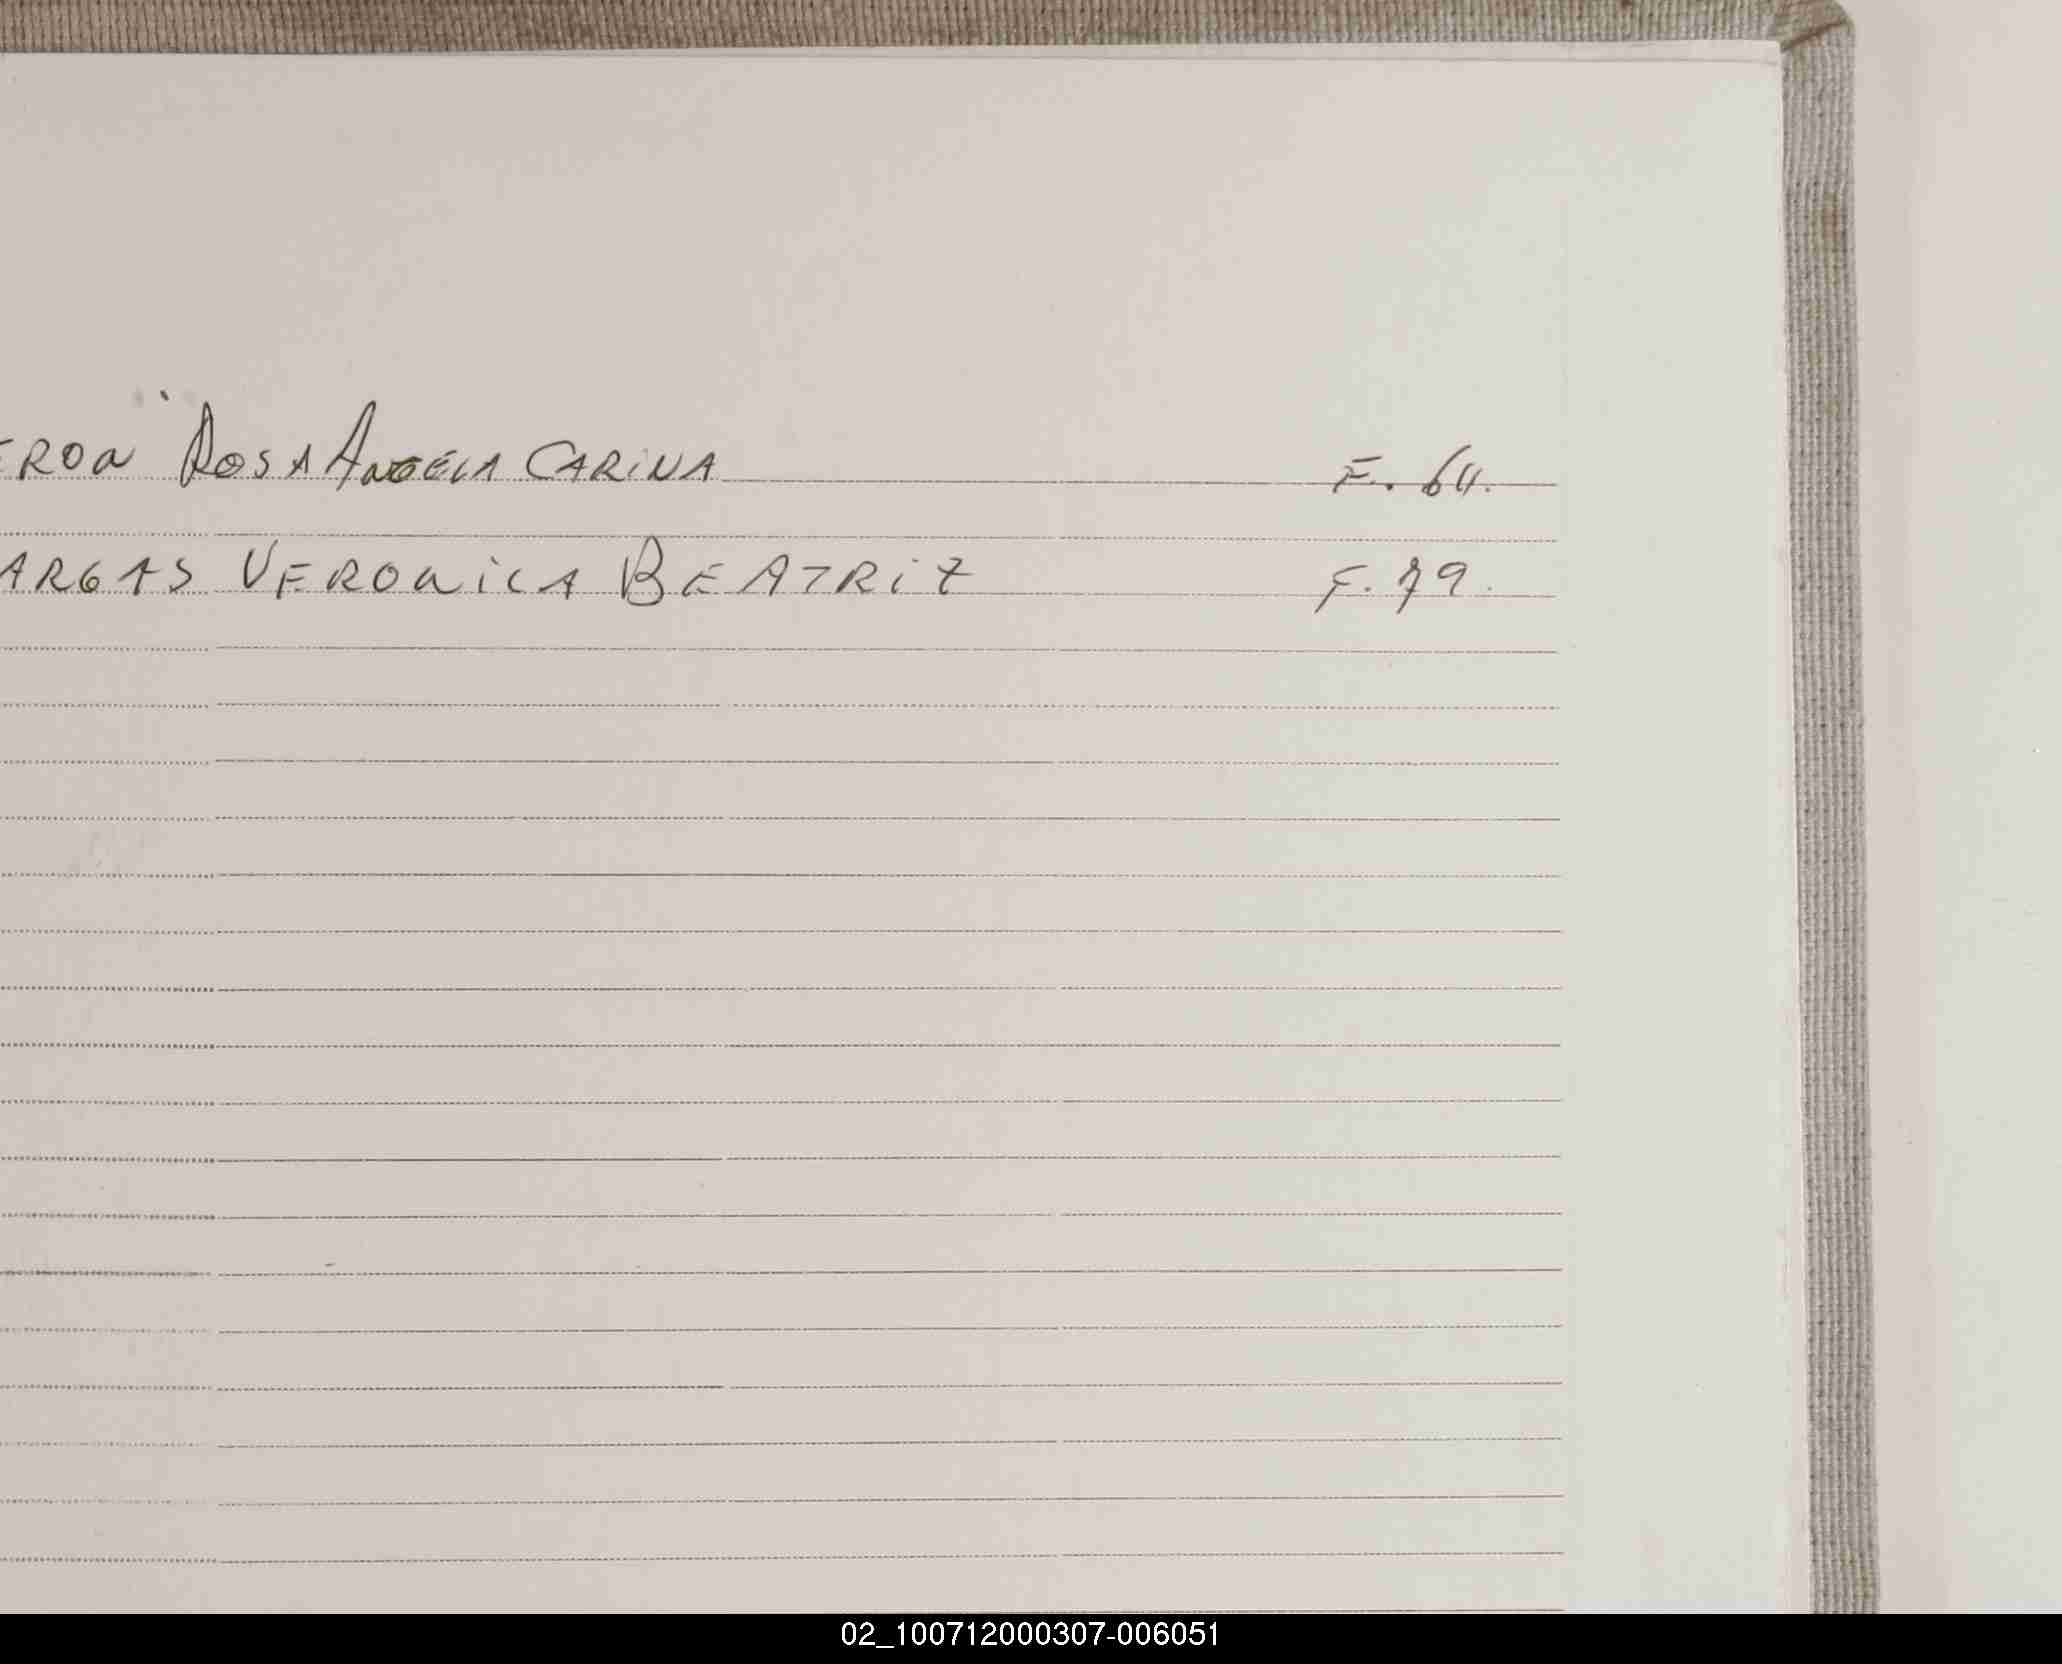 ERON ROSA ANGELA CARINA F. 64.
ARGAS VERONICA BEATRIZ F. 79.
02_100712000307-006051